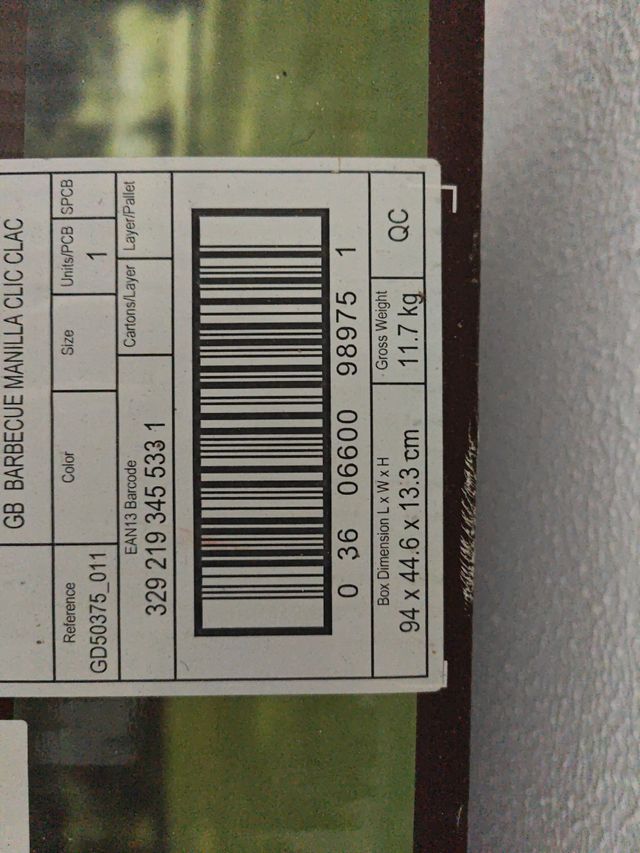 GB BARBECUE MANILLA CLIC CLAC
Reference
GD50375_011
Color
Size
Units/PCB
1
SPCB
EAN13 Barcode
329 219 345 533 1
Cartons/Layer
Layer/Pallet
0 36 06600 98975 1
Box Dimension L x W x H
94 x 44.6 x 13.3 cm
Gross Weight
11.7 kg
QC